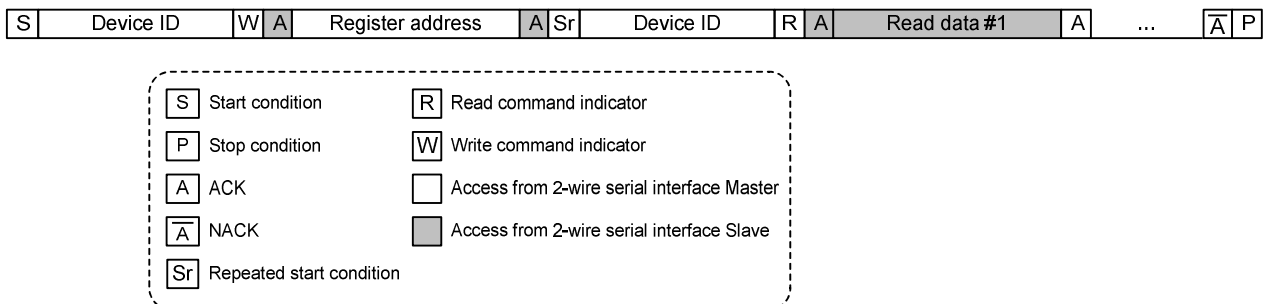 S Device ID W A Register address A Sr Device ID R A Read data #1 A ... A̅ P
S Start condition R Read command indicator
P Stop condition W Write command indicator
A ACK Access from 2-wire serial interface Master
A̅ NACK Access from 2-wire serial interface Slave
Sr Repeated start condition